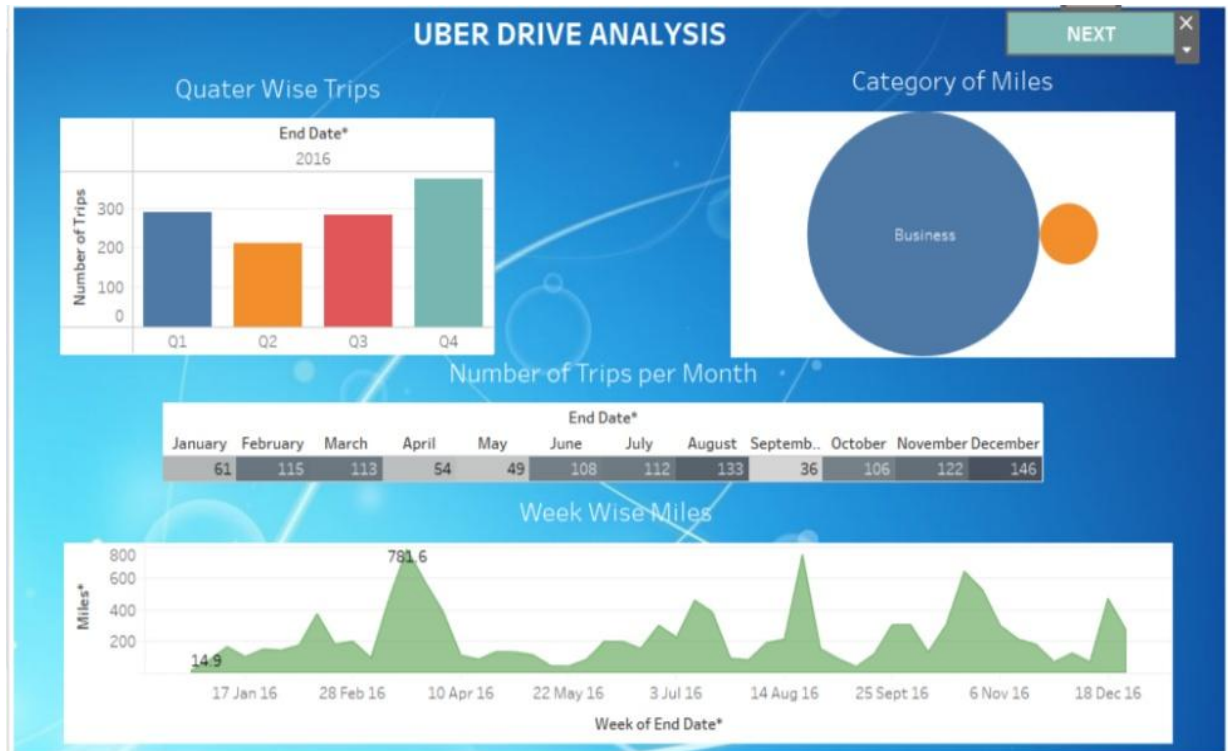 UBER DRIVE ANALYSIS
NEXT
Quater Wise Trips
End Date*
2016
Number of Trips
300
200
100
0
Q1 Q2 Q3 Q4
Category of Miles
Business
Number of Trips per Month
End Date*
January February March April May June July August Septemb.. October November December
61 115 113 54 49 108 112 133 36 106 122 146
Week Wise Miles
Miles*
800
600
400
200
781.6
14.9
17 Jan 16 28 Feb 16 10 Apr 16 22 May 16 3 Jul 16 14 Aug 16 25 Sept 16 6 Nov 16 18 Dec 16
Week of End Date*